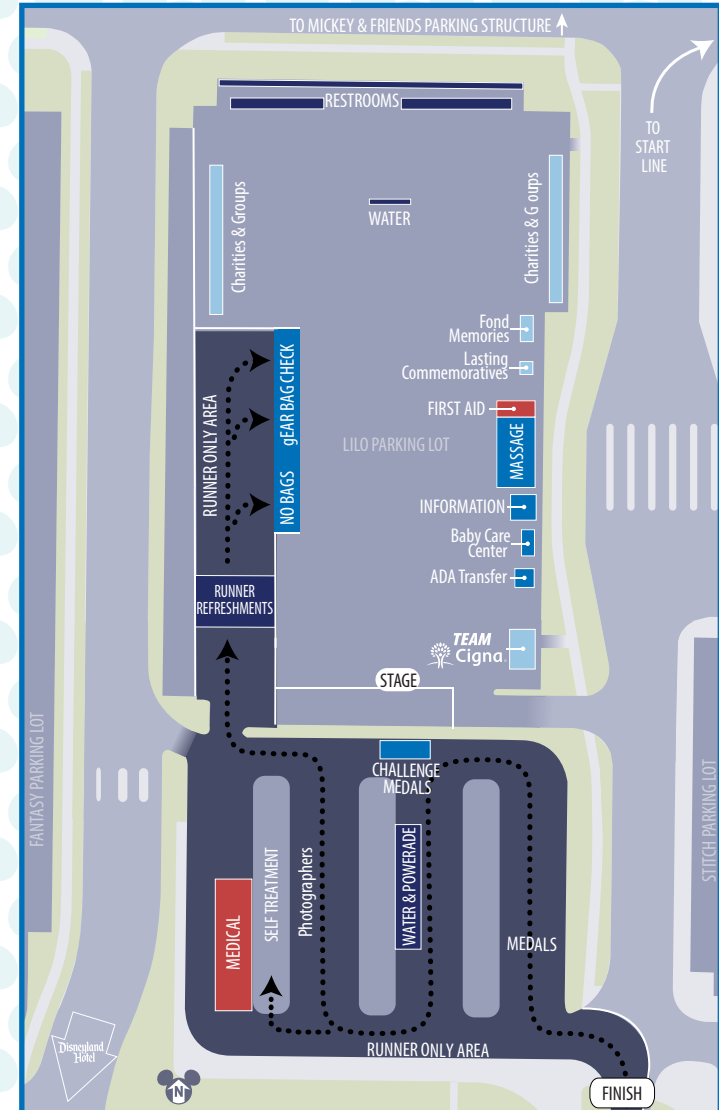 TO MICKEY & FRIENDS PARKING STRUCTURE
TO
START
LINE
RESTROOMS
WATER
Charities & Groups
Charities & G oups
Fond
Memories
Lasting
Commemoratives
FIRST AID
MASSAGE
LILO PARKING LOT
gEAR BAG CHECK
NO BAGS
RUNNER ONLY AREA
INFORMATION
Baby Care
Center
ADA Transfer
RUNNER
REFRESHMENTS
TEAM
Cigna
STAGE
FANTASY PARKING LOT
STITCH PARKING LOT
CHALLENGE
MEDALS
SELF TREATMENT
Photographers
WATER & POWERADE
MEDICAL
MEDALS
RUNNER ONLY AREA
Disneyland
Hotel
N
FINISH